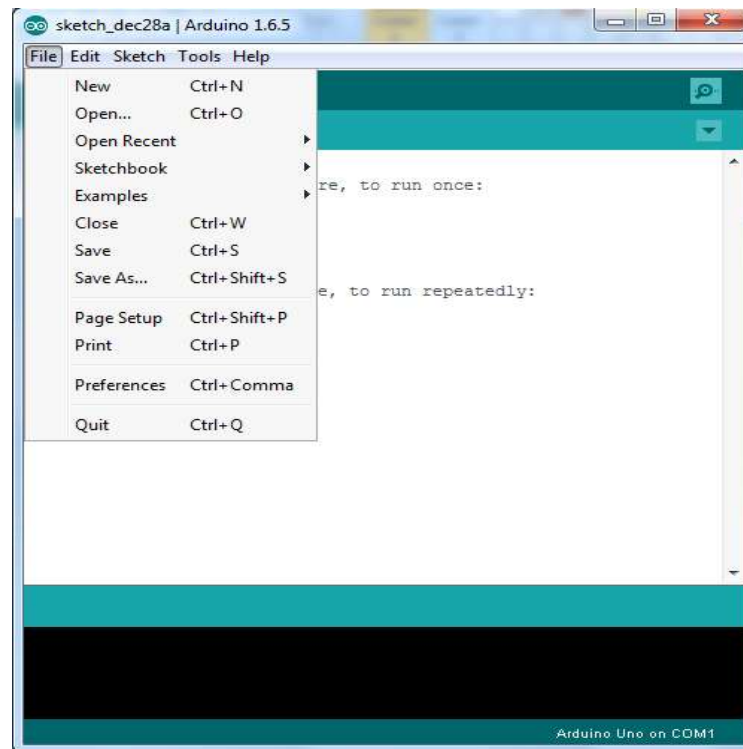 sketch_dec28a | Arduino 1.6.5
File Edit Sketch Tools Help
New Ctrl+N
Open... Ctrl+O
Open Recent
Sketchbook
Examples
re, to run once:
Close Ctrl+W
Save Ctrl+S
Save As... Ctrl+Shift+S
e, to run repeatedly:
Page Setup Ctrl+Shift+P
Print Ctrl+P
Preferences Ctrl+Comma
Quit Ctrl+Q
Arduino Uno on COM1